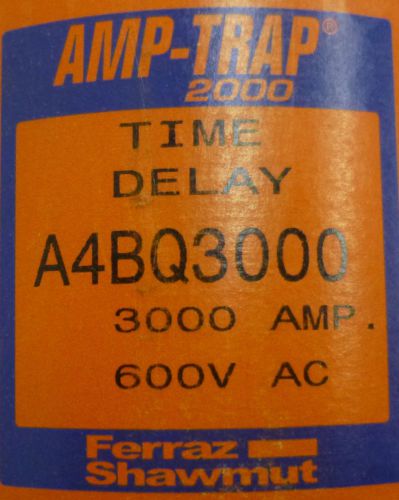 AMP-TRAP®
2000
TIME
DELAY
A4BQ3000
3000 AMP.
600V AC
Ferraz
Shawmut